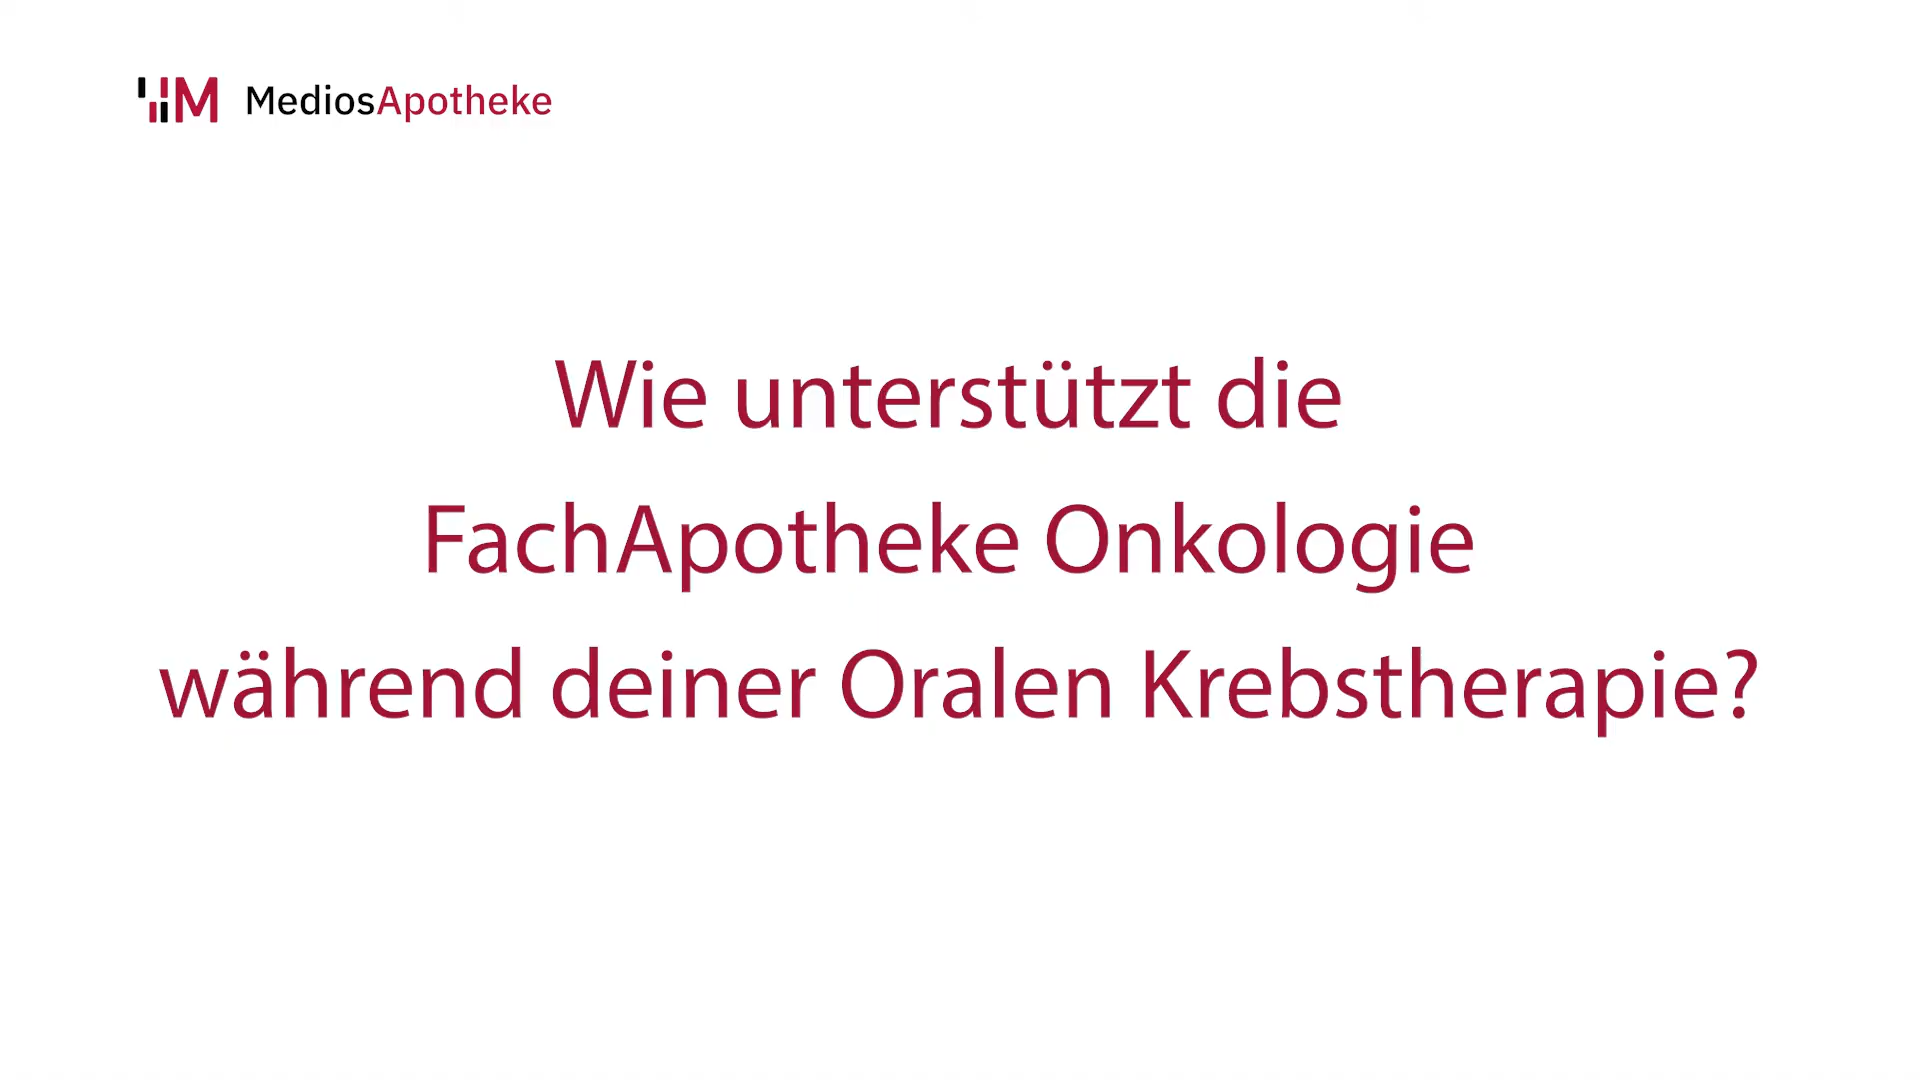 MediosApotheke
Wie unterstützt die
FachApotheke Onkologie
während deiner Oralen Krebstherapie?